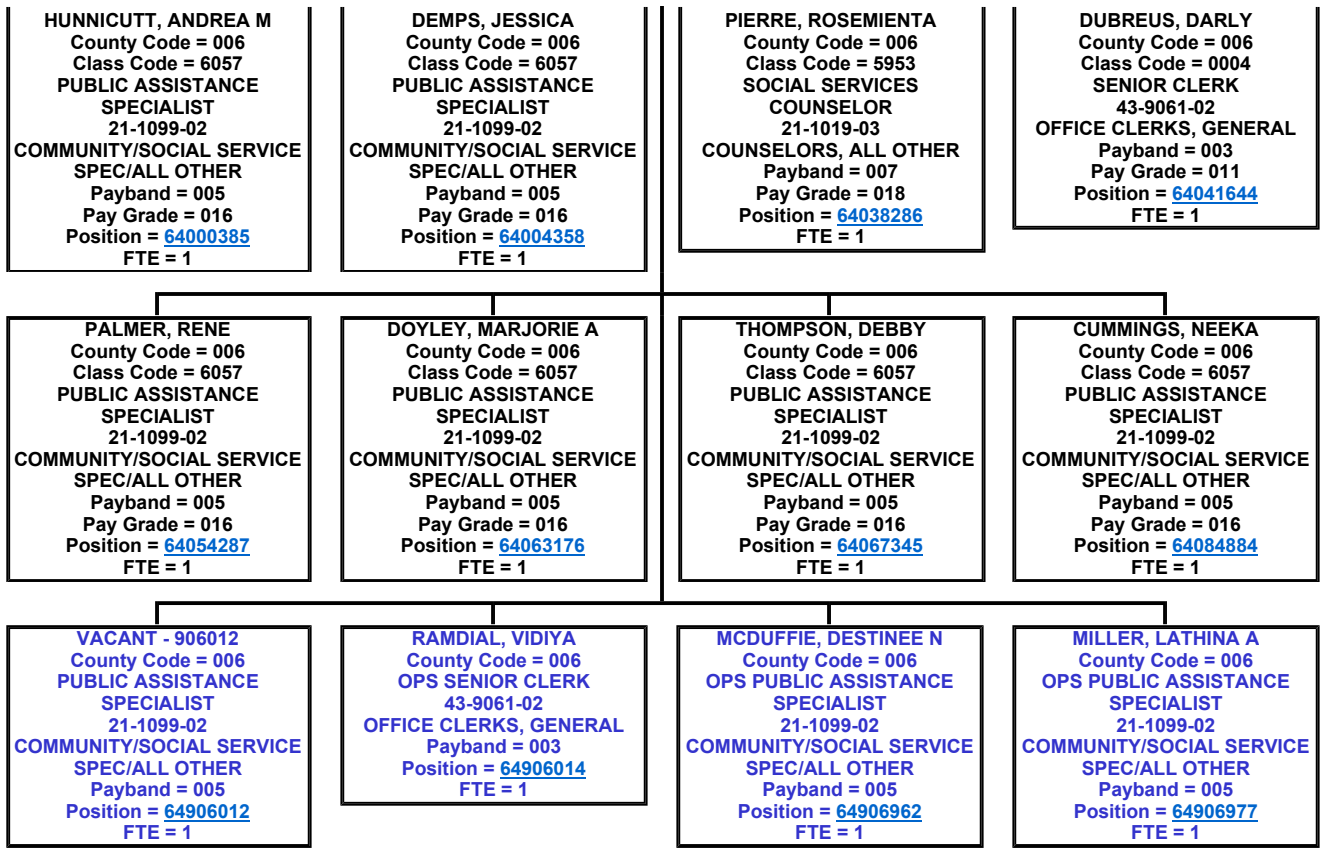 HUNNICUTT, ANDREA M
County Code = 006
Class Code = 6057
PUBLIC ASSISTANCE
SPECIALIST
21-1099-02
COMMUNITY/SOCIAL SERVICE
SPEC/ALL OTHER
Payband = 005
Pay Grade = 016
Position = 64000385
FTE = 1
DEMPS, JESSICA
County Code = 006
Class Code = 6057
PUBLIC ASSISTANCE
SPECIALIST
21-1099-02
COMMUNITY/SOCIAL SERVICE
SPEC/ALL OTHER
Payband = 005
Pay Grade = 016
Position = 64004358
FTE = 1
PIERRE, ROSEMIENTA
County Code = 006
Class Code = 5953
SOCIAL SERVICES
COUNSELOR
21-1019-03
COUNSELORS, ALL OTHER
Payband = 007
Pay Grade = 018
Position = 64038286
FTE = 1
DUBREUS, DARLY
County Code = 006
Class Code = 0004
SENIOR CLERK
43-9061-02
OFFICE CLERKS, GENERAL
Payband = 003
Pay Grade = 011
Position = 64041644
FTE = 1
PALMER, RENE
County Code = 006
Class Code = 6057
PUBLIC ASSISTANCE
SPECIALIST
21-1099-02
COMMUNITY/SOCIAL SERVICE
SPEC/ALL OTHER
Payband = 005
Pay Grade = 016
Position = 64054287
FTE = 1
DOYLEY, MARJORIE A
County Code = 006
Class Code = 6057
PUBLIC ASSISTANCE
SPECIALIST
21-1099-02
COMMUNITY/SOCIAL SERVICE
SPEC/ALL OTHER
Payband = 005
Pay Grade = 016
Position = 64063176
FTE = 1
THOMPSON, DEBBY
County Code = 006
Class Code = 6057
PUBLIC ASSISTANCE
SPECIALIST
21-1099-02
COMMUNITY/SOCIAL SERVICE
SPEC/ALL OTHER
Payband = 005
Pay Grade = 016
Position = 64067345
FTE = 1
CUMMINGS, NEEKA
County Code = 006
Class Code = 6057
PUBLIC ASSISTANCE
SPECIALIST
21-1099-02
COMMUNITY/SOCIAL SERVICE
SPEC/ALL OTHER
Payband = 005
Pay Grade = 016
Position = 64084884
FTE = 1
VACANT - 906012
County Code = 006
PUBLIC ASSISTANCE
SPECIALIST
21-1099-02
COMMUNITY/SOCIAL SERVICE
SPEC/ALL OTHER
Payband = 005
Position = 64906012
FTE = 1
RAMDIAL, VIDIYA
County Code = 006
OPS SENIOR CLERK
43-9061-02
OFFICE CLERKS, GENERAL
Payband = 003
Position = 64906014
FTE = 1
MCDUFFIE, DESTINEE N
County Code = 006
OPS PUBLIC ASSISTANCE
SPECIALIST
21-1099-02
COMMUNITY/SOCIAL SERVICE
SPEC/ALL OTHER
Payband = 005
Position = 64906962
FTE = 1
MILLER, LATHINA A
County Code = 006
OPS PUBLIC ASSISTANCE
SPECIALIST
21-1099-02
COMMUNITY/SOCIAL SERVICE
SPEC/ALL OTHER
Payband = 005
Position = 64906977
FTE = 1